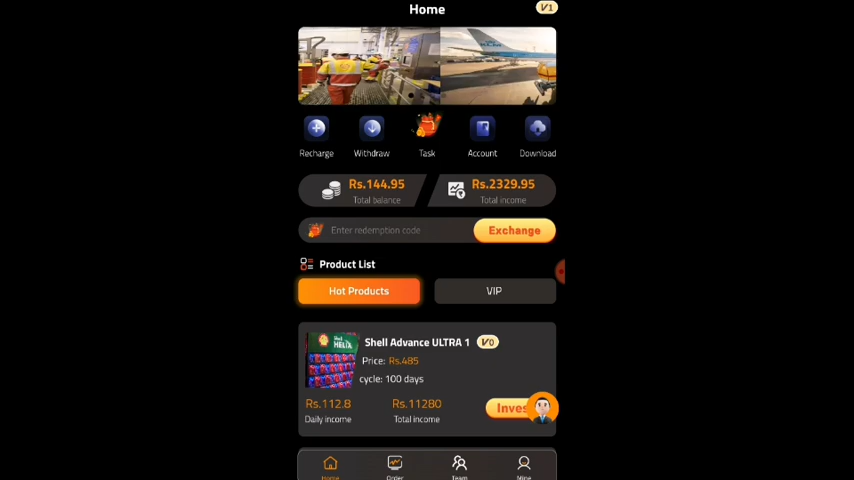 Home
V1
Recharge
Withdraw
Task
Account
Download
Rs.144.95
Total balance
Rs.2329.95
Total income
Enter redemption code
Exchange
Product List
Hot Products
VIP
HELIX
Shell Advance ULTRA 1
V0
Price: Rs.485
cycle: 100 days
Rs.112.8
Daily income
Rs.11280
Total income
Inves
Home
Order
Team
Mine